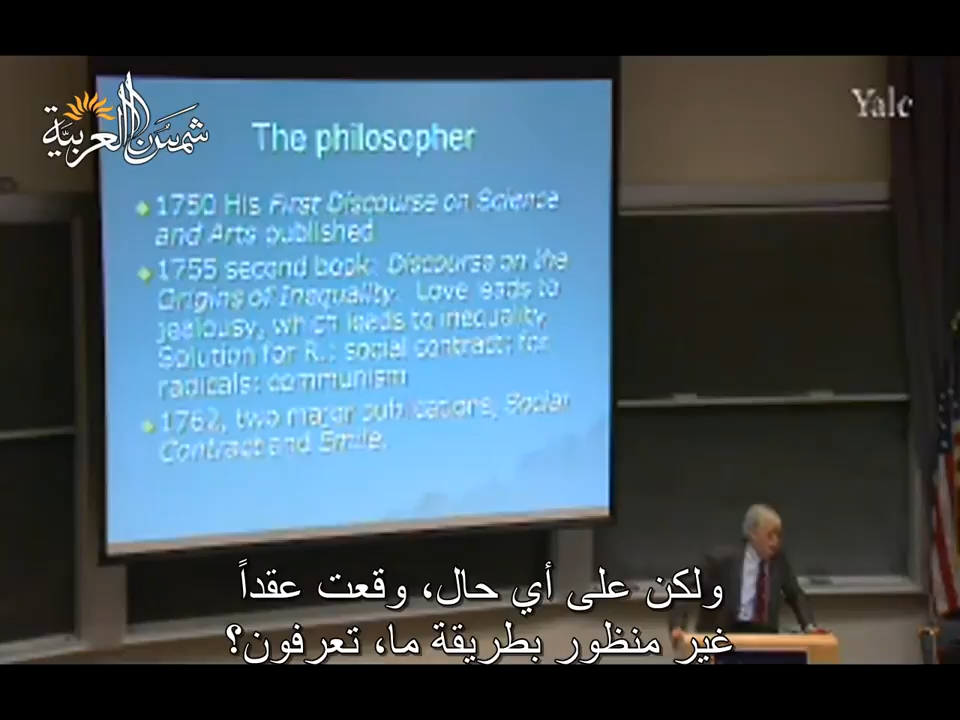 شمس العربية
Yale
The philosopher
1750 His First Discourse on Science
and Arts published
1755 second book: Discourse on the
Origins of Inequality. Love leads to
jealousy, which leads to inequality
Solution for R.: social contract; for
radicals: communism
1762, two major publications, Social
Contract and Emile.
ولكن على أي حال، وقعت عقداً
غير منظور بطريقة ما، تعرفون؟